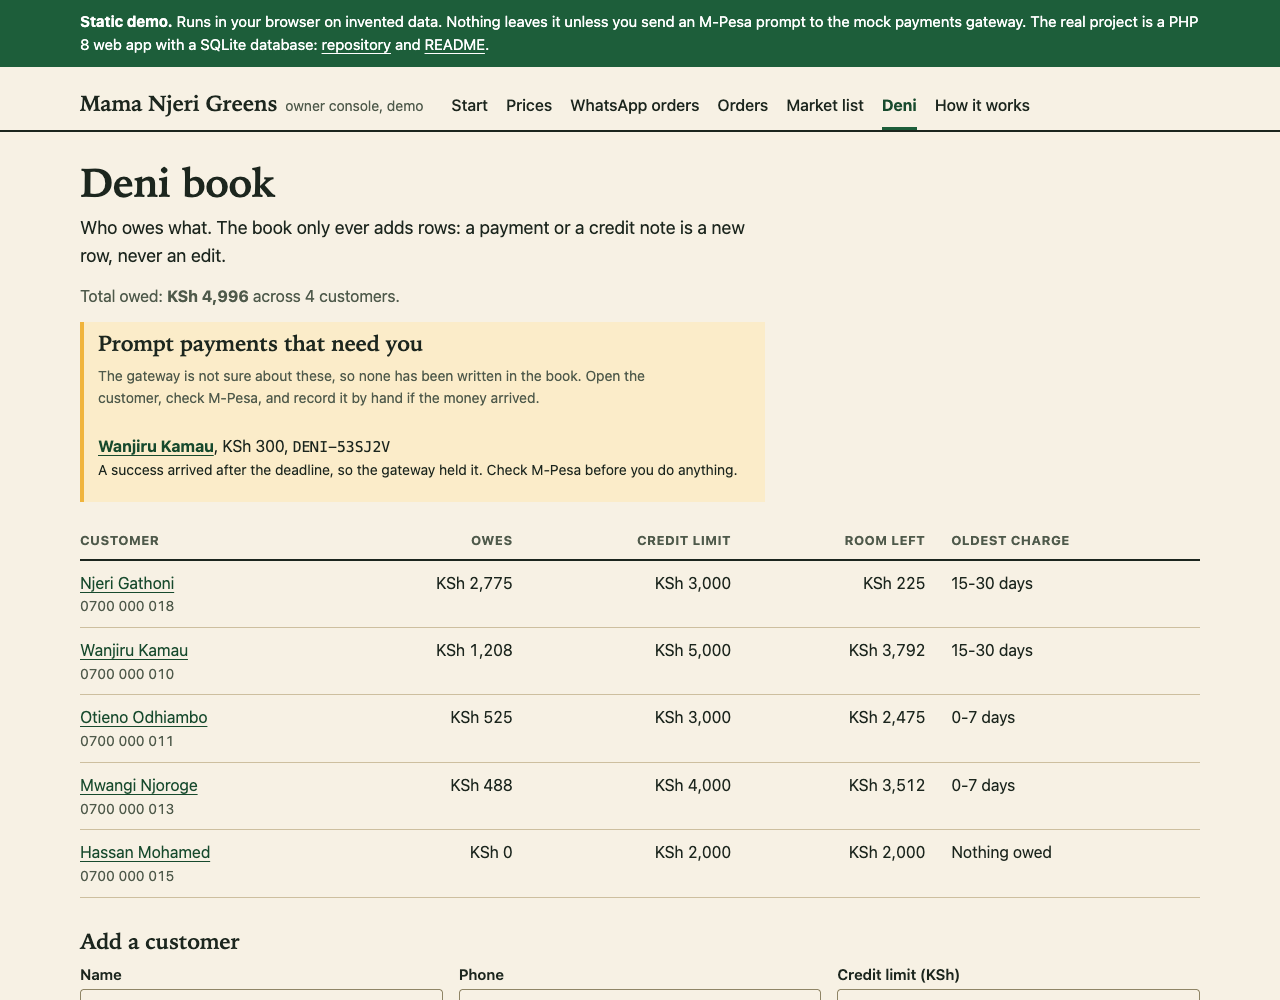 Static demo. Runs in your browser on invented data. Nothing leaves it unless you send an M-Pesa prompt to the mock payments gateway. The real project is a PHP
8 web app with a SQLite database: repository and README.
Mama Njeri Greens owner console, demo Start Prices WhatsApp orders Orders Market list Deni How it works
Deni book
Who owes what. The book only ever adds rows: a payment or a credit note is a new
row, never an edit.
Total owed: KSh 4,996 across 4 customers.
Prompt payments that need you
The gateway is not sure about these, so none has been written in the book. Open the
customer, check M-Pesa, and record it by hand if the money arrived.
Wanjiru Kamau, KSh 300, DENI-53SJ2V
A success arrived after the deadline, so the gateway held it. Check M-Pesa before you do anything.
CUSTOMER OWES CREDIT LIMIT ROOM LEFT OLDEST CHARGE
Njeri Gathoni KSh 2,775 KSh 3,000 KSh 225 15-30 days
0700 000 018
Wanjiru Kamau KSh 1,208 KSh 5,000 KSh 3,792 15-30 days
0700 000 010
Otieno Odhiambo KSh 525 KSh 3,000 KSh 2,475 0-7 days
0700 000 011
Mwangi Njoroge KSh 488 KSh 4,000 KSh 3,512 0-7 days
0700 000 013
Hassan Mohamed KSh 0 KSh 2,000 KSh 2,000 Nothing owed
0700 000 015
Add a customer
Name Phone Credit limit (KSh)